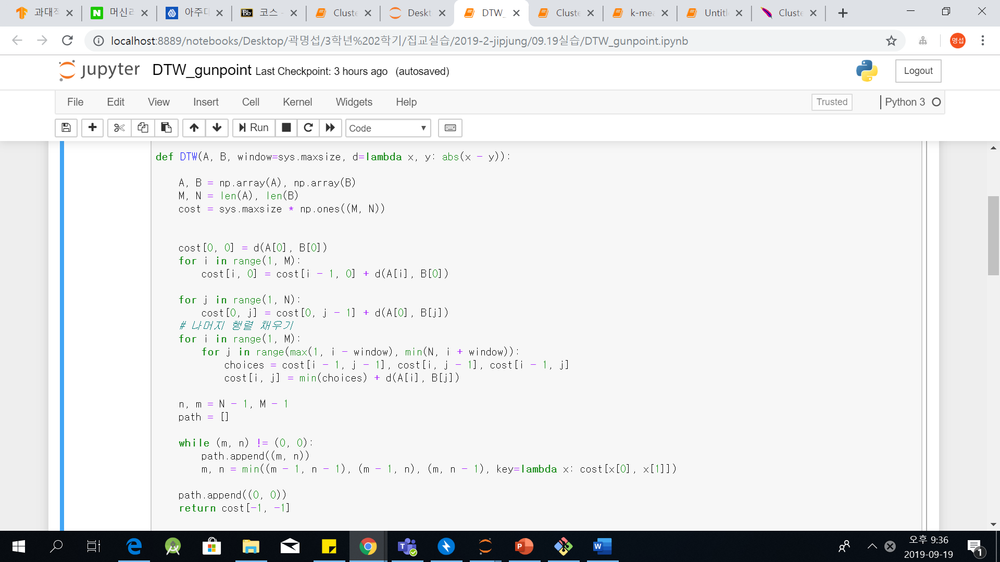 과대적
머신러
아주대
Bb 코스 -
Cluste
Deskt
DTW_
Cluste
k-mea
Untitl
Cluste
localhost:8889/notebooks/Desktop/곽명섭/3학년%202학기/집교실습/2019-2-jipjung/09.19실습/DTW_gunpoint.ipynb
명섭
jupyter DTW_gunpoint Last Checkpoint: 3 hours ago (autosaved)
Logout
File Edit View Insert Cell Kernel Widgets Help
Trusted
Python 3
Run
Code
def DTW(A, B, window=sys.maxsize, d=lambda x, y: abs(x - y)):
A, B = np.array(A), np.array(B)
M, N = len(A), len(B)
cost = sys.maxsize * np.ones((M, N))
cost[0, 0] = d(A[0], B[0])
for i in range(1, M):
cost[i, 0] = cost[i - 1, 0] + d(A[i], B[0])
for j in range(1, N):
cost[0, j] = cost[0, j - 1] + d(A[0], B[j])
# 나머지 행렬 채우기
for i in range(1, M):
for j in range(max(1, i - window), min(N, i + window)):
choices = cost[i - 1, j - 1], cost[i, j - 1], cost[i - 1, j]
cost[i, j] = min(choices) + d(A[i], B[j])
n, m = N - 1, M - 1
path = []
while (m, n) != (0, 0):
path.append((m, n))
m, n = min((m - 1, n - 1), (m - 1, n), (m, n - 1), key=lambda x: cost[x[0], x[1]])
path.append((0, 0))
return cost[-1, -1]
오후 9:36
2019-09-19
1